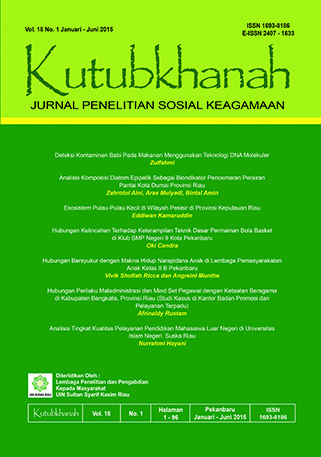 Vol. 18 No. 1 Januari - Juni 2015
ISSN 1693-8186
E-ISSN 2407 - 1633
Kutubkhanah
JURNAL PENELITIAN SOSIAL KEAGAMAAN
Deteksi Kontaminan Babi Pada Makanan Menggunakan Teknologi DNA Molekuler
Zulfahmi
Analisis Komposisi Diatom Epipelik Sebagai Biondikator Pencemaran Persiran
Pantai Kota Dumai Provinsi Riau
Zahrotul Aini, Aras Mulyadi, Bintal Amin
Ekosistem Pulau-Pulau Kecil di Wilayah Pesisir di Provinsi Kepulauan Riau
Eddiwan Kamaruddin
Hubungan Kelincahan Terhadap Keterampilan Teknik Dasar Permainan Bola Basket
di Klub SMP Negeri 9 Kota Pekanbaru
Oki Candra
Hubungan Bersyukur dengan Makna Hidup Narapidana Anak di Lembaga Pemasyarakatan
Anak Kelas II B Pekanbaru
Vivik Shofiah Ricca and Angreini Munthe
Hubungan Perilaku Maladministrasi dan Mind Set Pegawai dengan Ketaatan Beragama
di Kabupaten Bengkalis, Provinsi Riau (Studi Kasus di Kantor Badan Promosi dan
Pelayanan Terpadu)
Afrinaldy Rustam
Analisis Tingkat Kualitas Pelayanan Pendidikan Mahasiswa Luar Negeri di Universitas
Islam Negeri Suska Riau
Nurrahmi Hayani
UIN SUSKA RIAU
Diterbitkan Oleh :
Lembaga Penelitian dan Pengabdian
Kepada Masyarakat
UIN Sultan Syarif Kasim Riau
Kutubkhanah
Vol. 18
No. 1
Halaman
1 - 96
Pekanbaru
Januari - Juni 2015
ISSN
1693-8186